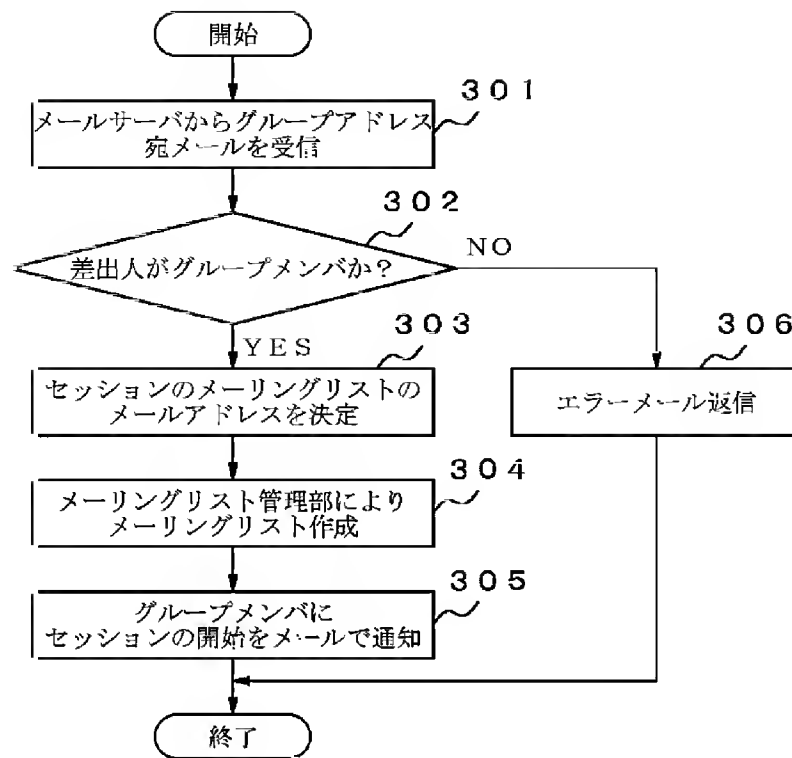 開始
301
メールサーバからグループアドレス
宛メールを受信
302
差出人がグループメンバか？
NO
YES
303
セッションのメーリングリストの
メールアドレスを決定
306
エラーメール返信
304
メーリングリスト管理部により
メーリングリスト作成
305
グループメンバに
セッションの開始をメールで通知
終了